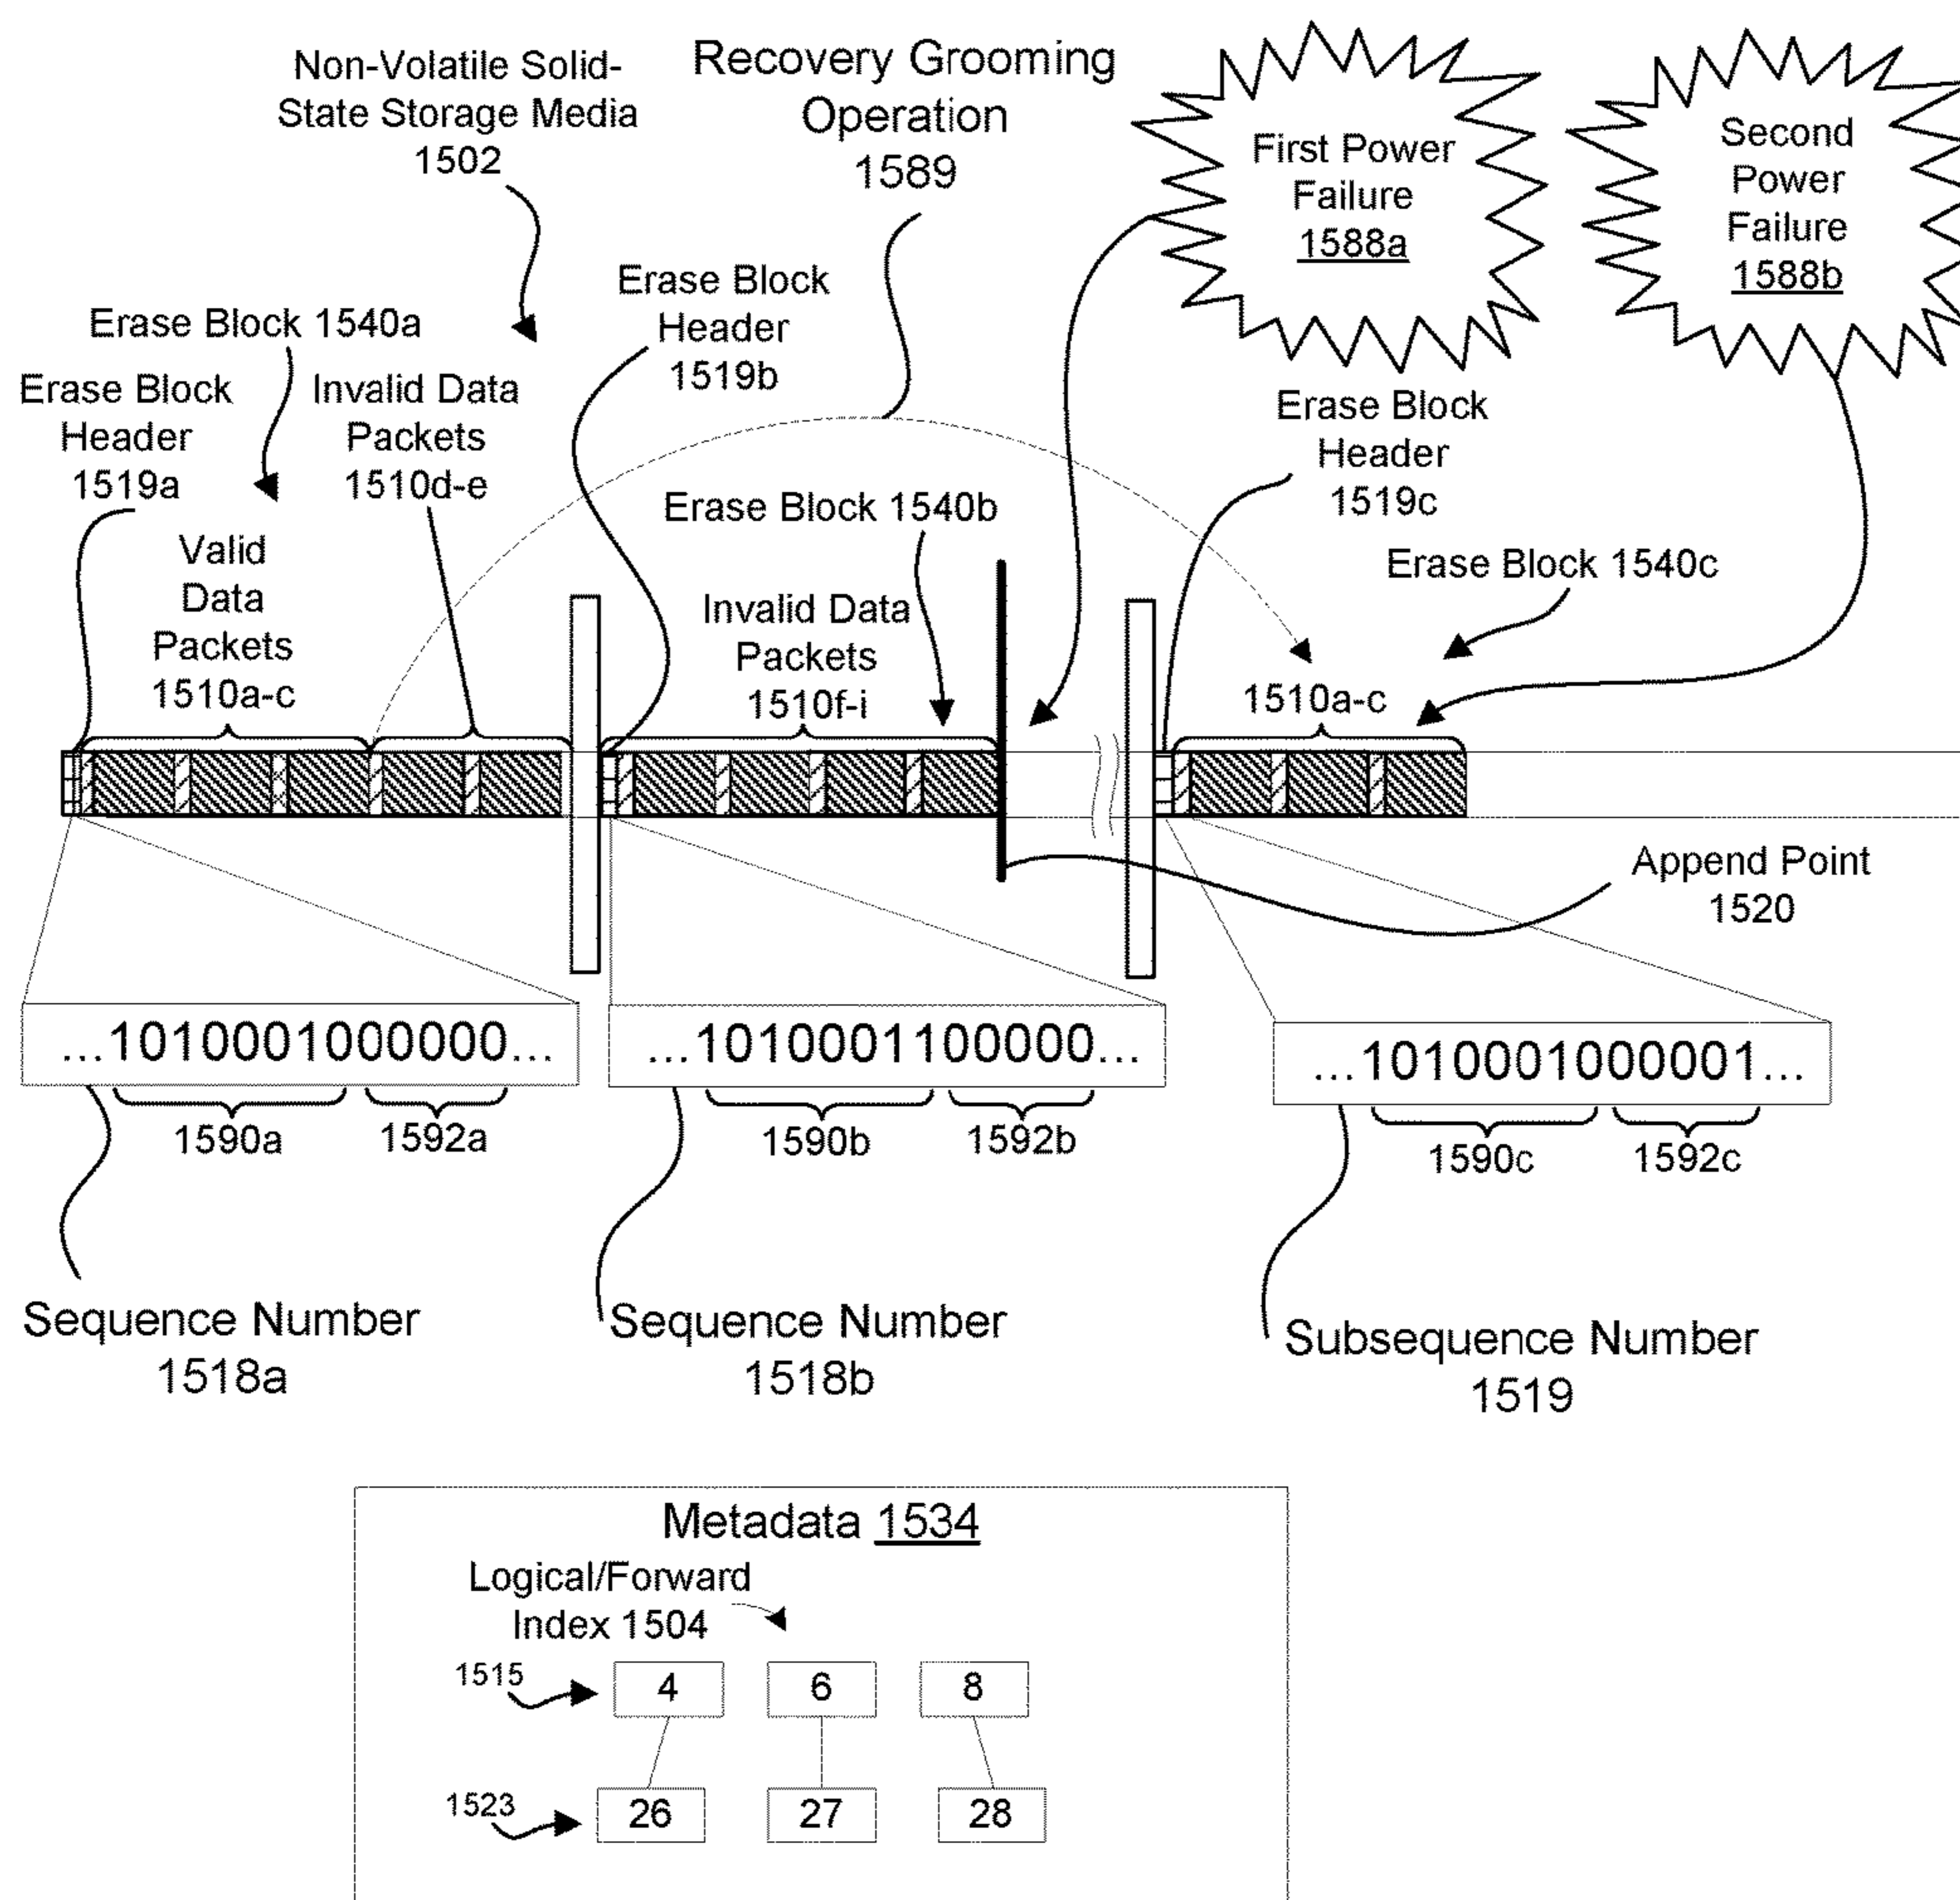 Non-Volatile Solid-
State Storage Media
1502
Recovery Grooming
Operation
1589
First Power
Failure
1588a
Second
Power
Failure
1588b
Erase Block 1540a
Erase Block
Header
1519a
Invalid Data
Packets
1510d-e
Erase Block
Header
1519b
Valid
Data
Packets
1510a-c
Erase Block 1540b
Invalid Data
Packets
1510f-i
Erase Block
Header
1519c
Erase Block 1540c
1510a-c
Append Point
1520
...1010001000000...
1590a
1592a
...1010001100000...
1590b
1592b
...1010001000001...
1590c
1592c
Sequence Number
1518a
Sequence Number
1518b
Subsequence Number
1519
Metadata 1534
Logical/Forward
Index 1504
1515
4
6
8
1523
26
27
28